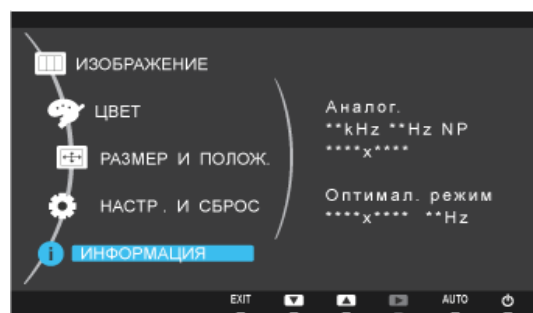 ИЗОБРАЖЕНИЕ
ЦВЕТ
РАЗМЕР И ПОЛОЖ.
НАСТР. И СБРОС
ИНФОРМАЦИЯ
Аналог.
**kHz **Hz NP
****x****
Оптимал. режим
****x**** **Hz
EXIT AUTO